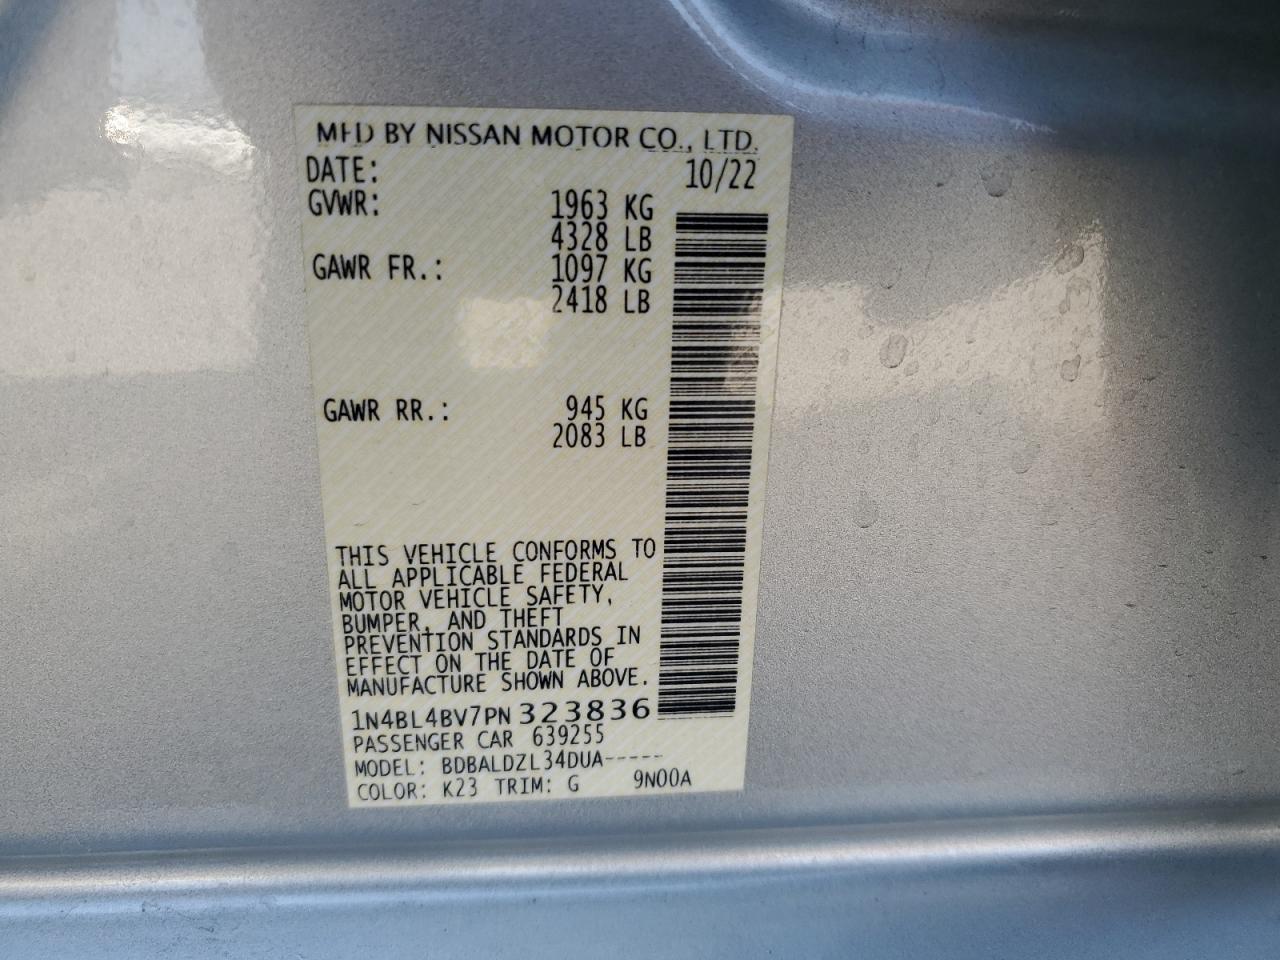 MFD BY NISSAN MOTOR CO., LTD.
DATE: 10/22
GVWR: 1963 KG
4328 LB
GAWR FR.: 1097 KG
2418 LB
GAWR RR.: 945 KG
2083 LB
THIS VEHICLE CONFORMS TO
ALL APPLICABLE FEDERAL
MOTOR VEHICLE SAFETY,
BUMPER, AND THEFT
PREVENTION STANDARDS IN
EFFECT ON THE DATE OF
MANUFACTURE SHOWN ABOVE.
1N4BL4BV7PN323836
PASSENGER CAR 639255
MODEL: BDBALDZL34DUA-----
COLOR: K23 TRIM: G 9N00A